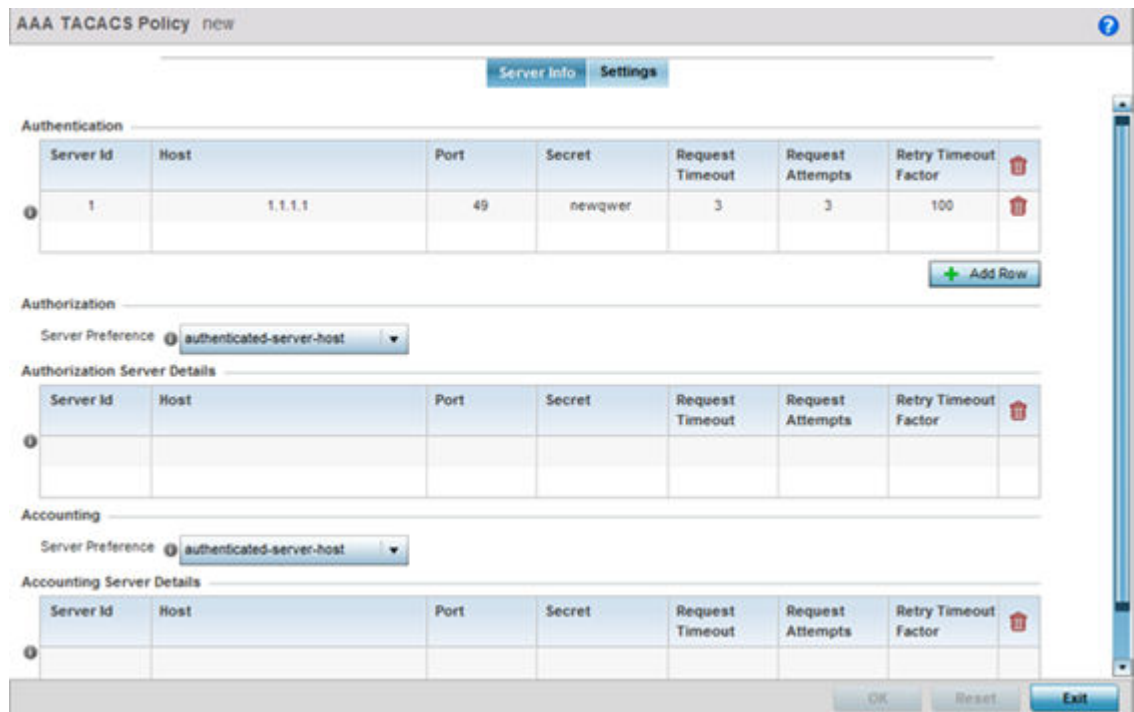 AAA TACACS Policy new
?
Server Info Settings
Authentication
Server Id Host Port Secret Request Timeout Request Attempts Retry Timeout Factor
1 1.1.1.1 49 newqwer 3 3 100
Add Row
Authorization
Server Preference authenticated-server-host
Authorization Server Details
Server Id Host Port Secret Request Timeout Request Attempts Retry Timeout Factor
Accounting
Server Preference authenticated-server-host
Accounting Server Details
Server Id Host Port Secret Request Timeout Request Attempts Retry Timeout Factor
OK Reset Exit